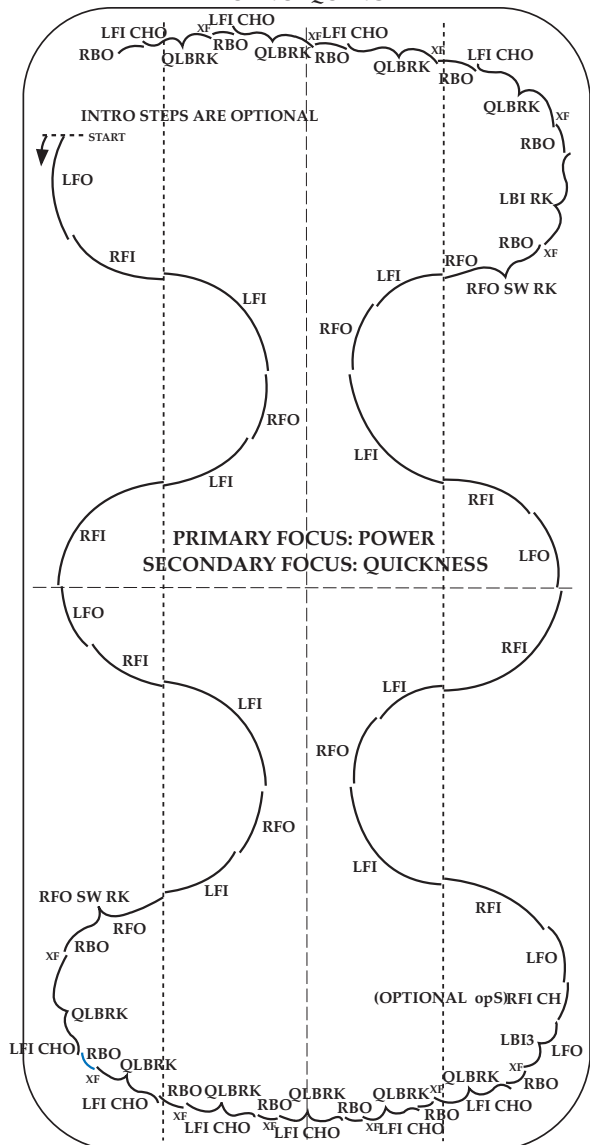 LFI CHO
XF
LFI CHO
XF
LFI CHO
XF
LFI CHO
RBO
QLBRK
RBO
QLBRK
RBO
QLBRK
RBO
QLBRK
XF
RBO
INTRO STEPS ARE OPTIONAL
START
LFO
LBI RK
RBO
XF
RFI
RFO
LFI
RFO SW RK
LFI
RFO
RFO
LFI
LFI
RFI
RFI
PRIMARY FOCUS: POWER
LFO
SECONDARY FOCUS: QUICKNESS
LFO
RFI
RFI
LFI
LFI
RFO
RFO
LFI
LFI
RFO SW RK
RFI
RFO
RBO
XF
LFO
(OPTIONAL opS)
RFI CH
QLBRK
LBI3
LFI CHO
RBO
LFO
QLBRK
XF
XF
QLBRK
RBO
RBO
QLBRK
QLBRK
QLBRK
XF
LFI CHO
XF
RBO
RBO
RBO
LFI CHO
LFI CHO
XF
LFI CHO
XF
LFI CHO